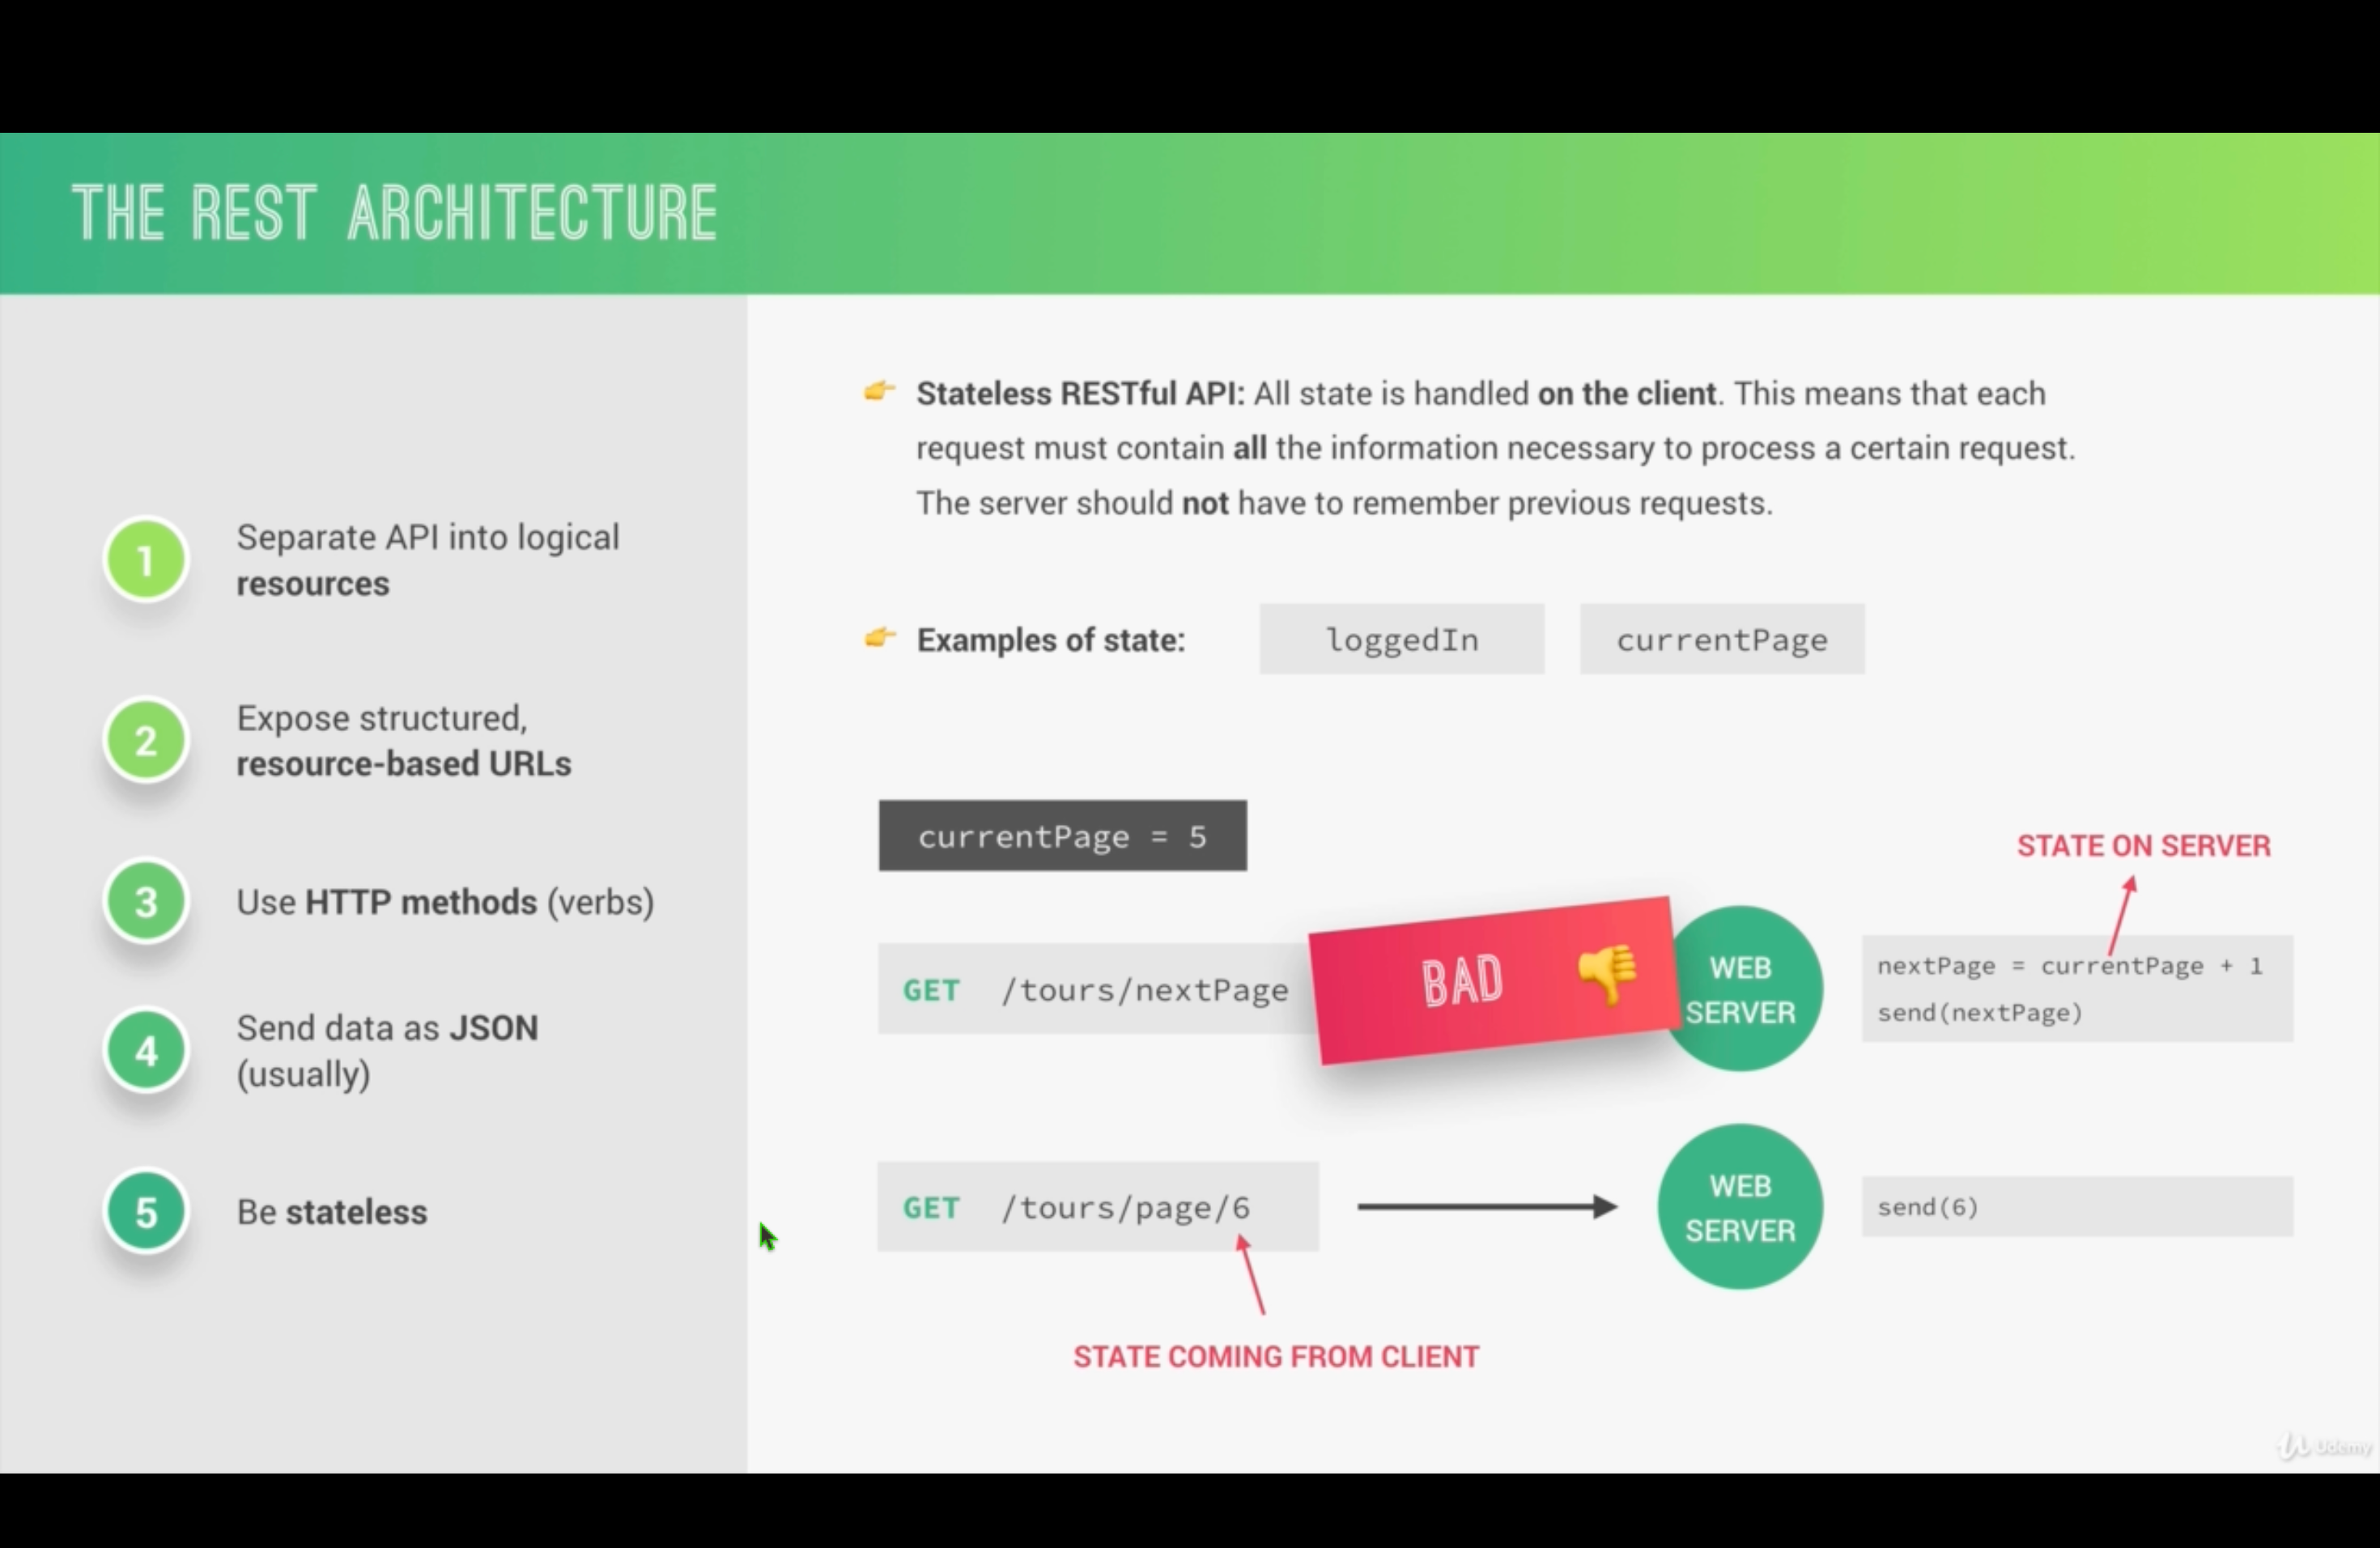 THE REST ARCHITECTURE
1
Separate API into logical
resources
2
Expose structured,
resource-based URLs
3
Use HTTP methods (verbs)
4
Send data as JSON
(usually)
5
Be stateless
Stateless RESTful API: All state is handled on the client. This means that each
request must contain all the information necessary to process a certain request.
The server should not have to remember previous requests.
Examples of state:
loggedIn
currentPage
currentPage = 5
GET /tours/nextPage
BAD
WEB
SERVER
STATE ON SERVER
nextPage = currentPage + 1
send(nextPage)
GET /tours/page/6
WEB
SERVER
send(6)
STATE COMING FROM CLIENT
Udemy